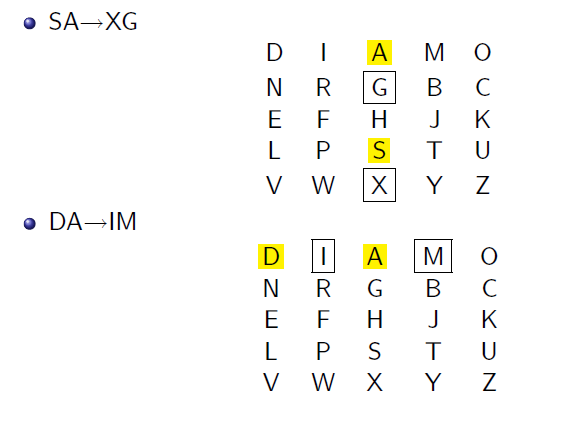 SA→XG
D I A M O
N R G B C
E F H J K
L P S T U
V W X Y Z
DA→IM
D I A M O
N R G B C
E F H J K
L P S T U
V W X Y Z